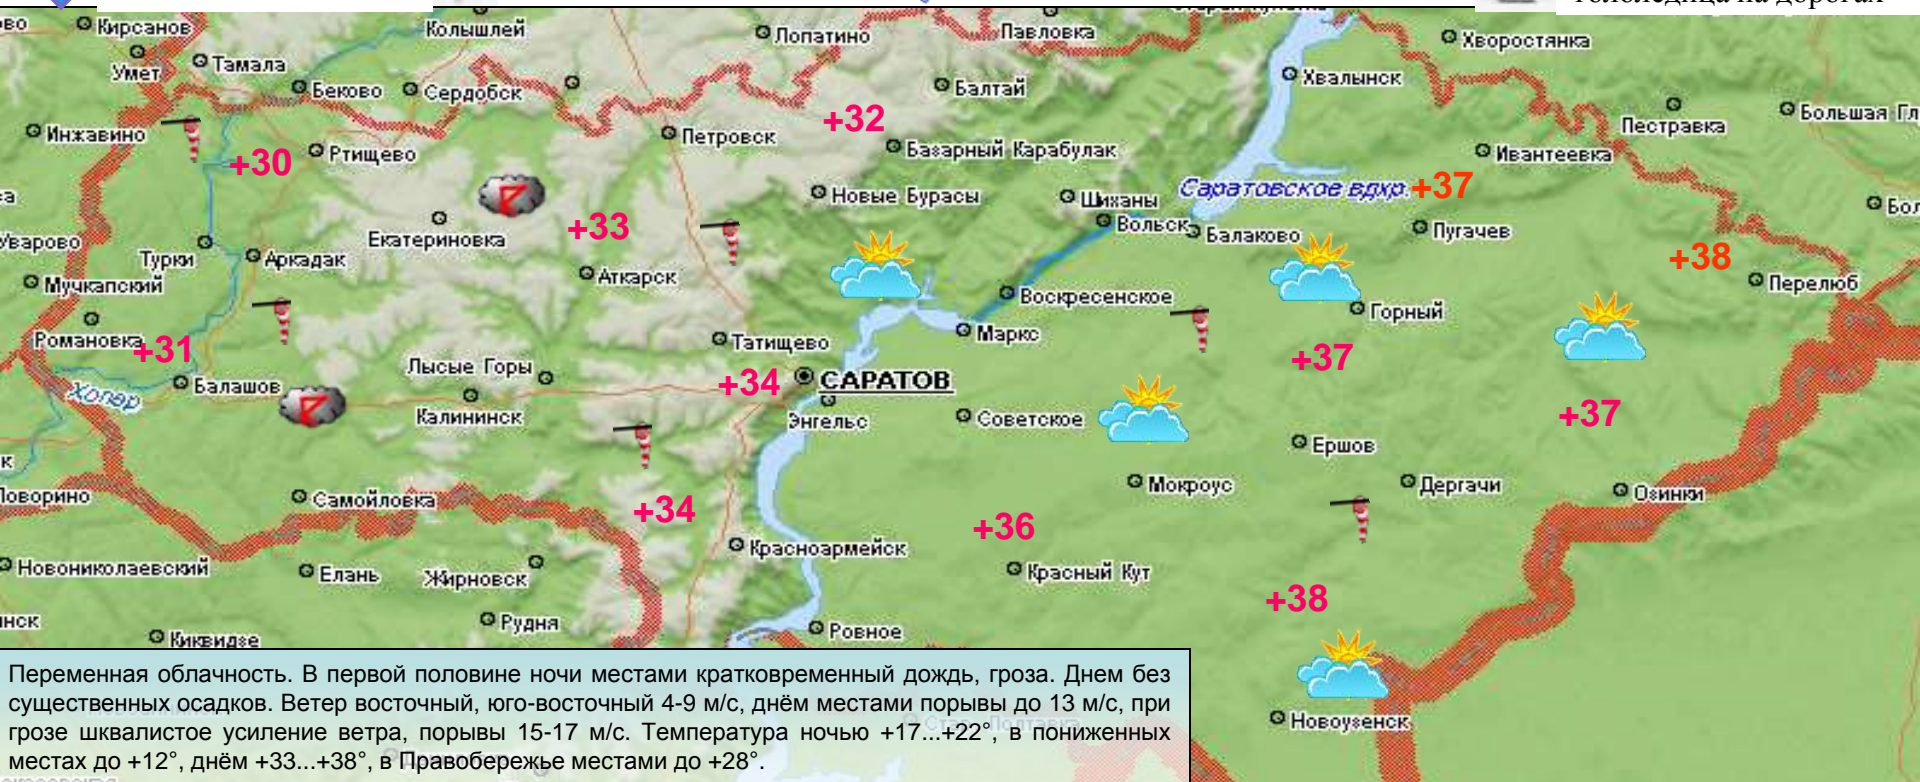 гололедица на дорогах
Кирсанов
Колышлей
Лопатино
Павловка
Хворостянка
Умет
Тамала
Беково
Сердобск
Балтай
Хвалынск
Пестравка
Большая Гл
Инжавино
Ртищево
Петровск
+32
Базарный Карабулак
Ивантеевка
+30
Новые Бурасы
Шиханы
Саратовское вдхр.
+37
Бол
Уварово
Турки
Аркадак
Екатериновка
+33
Аткарск
Вольск
Балаково
Пугачев
+38
Перелюб
Мучкапский
Воскресенское
Горный
Романовка
+31
Татищево
Маркс
+37
Хопер
Балашов
Лысые Горы
Калининск
+34
САРАТОВ
Энгельс
Советское
+37
Ершов
Поворино
Самойловка
+34
Мокроус
Дергачи
Озинки
+36
Новониколаевский
Елань
Жирновск
Красноармейск
Красный Кут
+38
Рудня
Киквидзе
Ровное
Новоузенск
Переменная облачность. В первой половине ночи местами кратковременный дождь, гроза. Днем без
существенных осадков. Ветер восточный, юго-восточный 4-9 м/с, днём местами порывы до 13 м/с, при
грозе шквалистое усиление ветра, порывы 15-17 м/с. Температура ночью +17...+22°, в пониженных
местах до +12°, днём +33...+38°, в Правобережье местами до +28°.